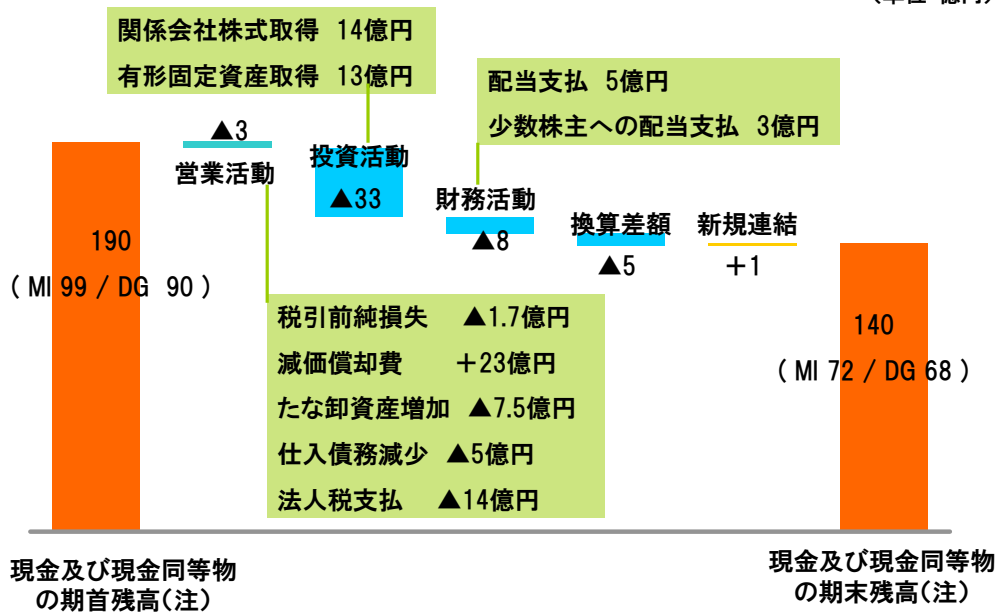 関係会社株式取得 14億円
有形固定資産取得 13億円
配当支払 5億円
少数株主への配当支払 3億円
▲3
営業活動
投資活動
▲33
財務活動
▲8
換算差額
▲5
新規連結
+1
190
( MI 99 / DG 90 )
税引前純損失 ▲1.7億円
減価償却費 +23億円
たな卸資産増加 ▲7.5億円
仕入債務減少 ▲5億円
法人税支払 ▲14億円
140
( MI 72 / DG 68 )
現金及び現金同等物
の期首残高(注)
現金及び現金同等物
の期末残高(注)